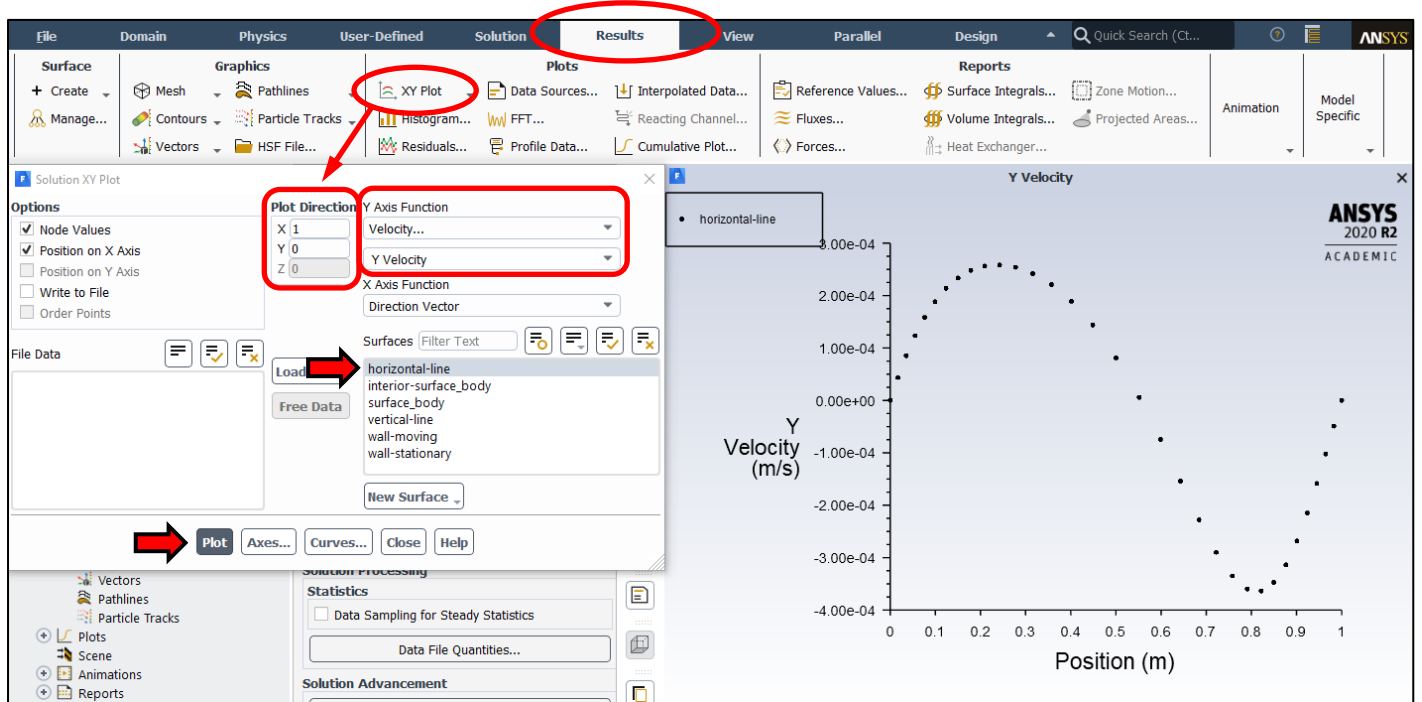 File Domain Physics User-Defined Solution Results View Parallel Design Quick Search (Ct... ANSYS
Surface Graphics Plots Reports
+ Create Mesh Pathlines XY Plot Data Sources... Interpolated Data... Reference Values... Surface Integrals... Zone Motion...
Animation Model Specific
Manage... Contours Particle Tracks Histogram... FFT... Reacting Channel... Fluxes... Volume Integrals... Projected Areas...
Vectors HSF File... Residuals... Profile Data... Cumulative Plot... Forces... Heat Exchanger...
Solution XY Plot
Options
Node Values
Position on X Axis
Position on Y Axis
Write to File
Order Points
Plot Direction
X 1
Y 0
Z 0
Y Axis Function
Velocity...
Y Velocity
X Axis Function
Direction Vector
File Data
Load
Free Data
Surfaces Filter Text
horizontal-line
interior-surface_body
surface_body
vertical-line
wall-moving
wall-stationary
New Surface
Plot Axes... Curves... Close Help
Vectors
Pathlines
Particle Tracks
Plots
Scene
Animations
Reports
Solution Processing
Statistics
Data Sampling for Steady Statistics
Data File Quantities...
Solution Advancement
Y Velocity
horizontal-line
ANSYS
2020 R2
ACADEMIC
3.00e-04
2.00e-04
1.00e-04
0.00e+00
-1.00e-04
-2.00e-04
-3.00e-04
-4.00e-04
Y
Velocity
(m/s)
0 0.1 0.2 0.3 0.4 0.5 0.6 0.7 0.8 0.9 1
Position (m)